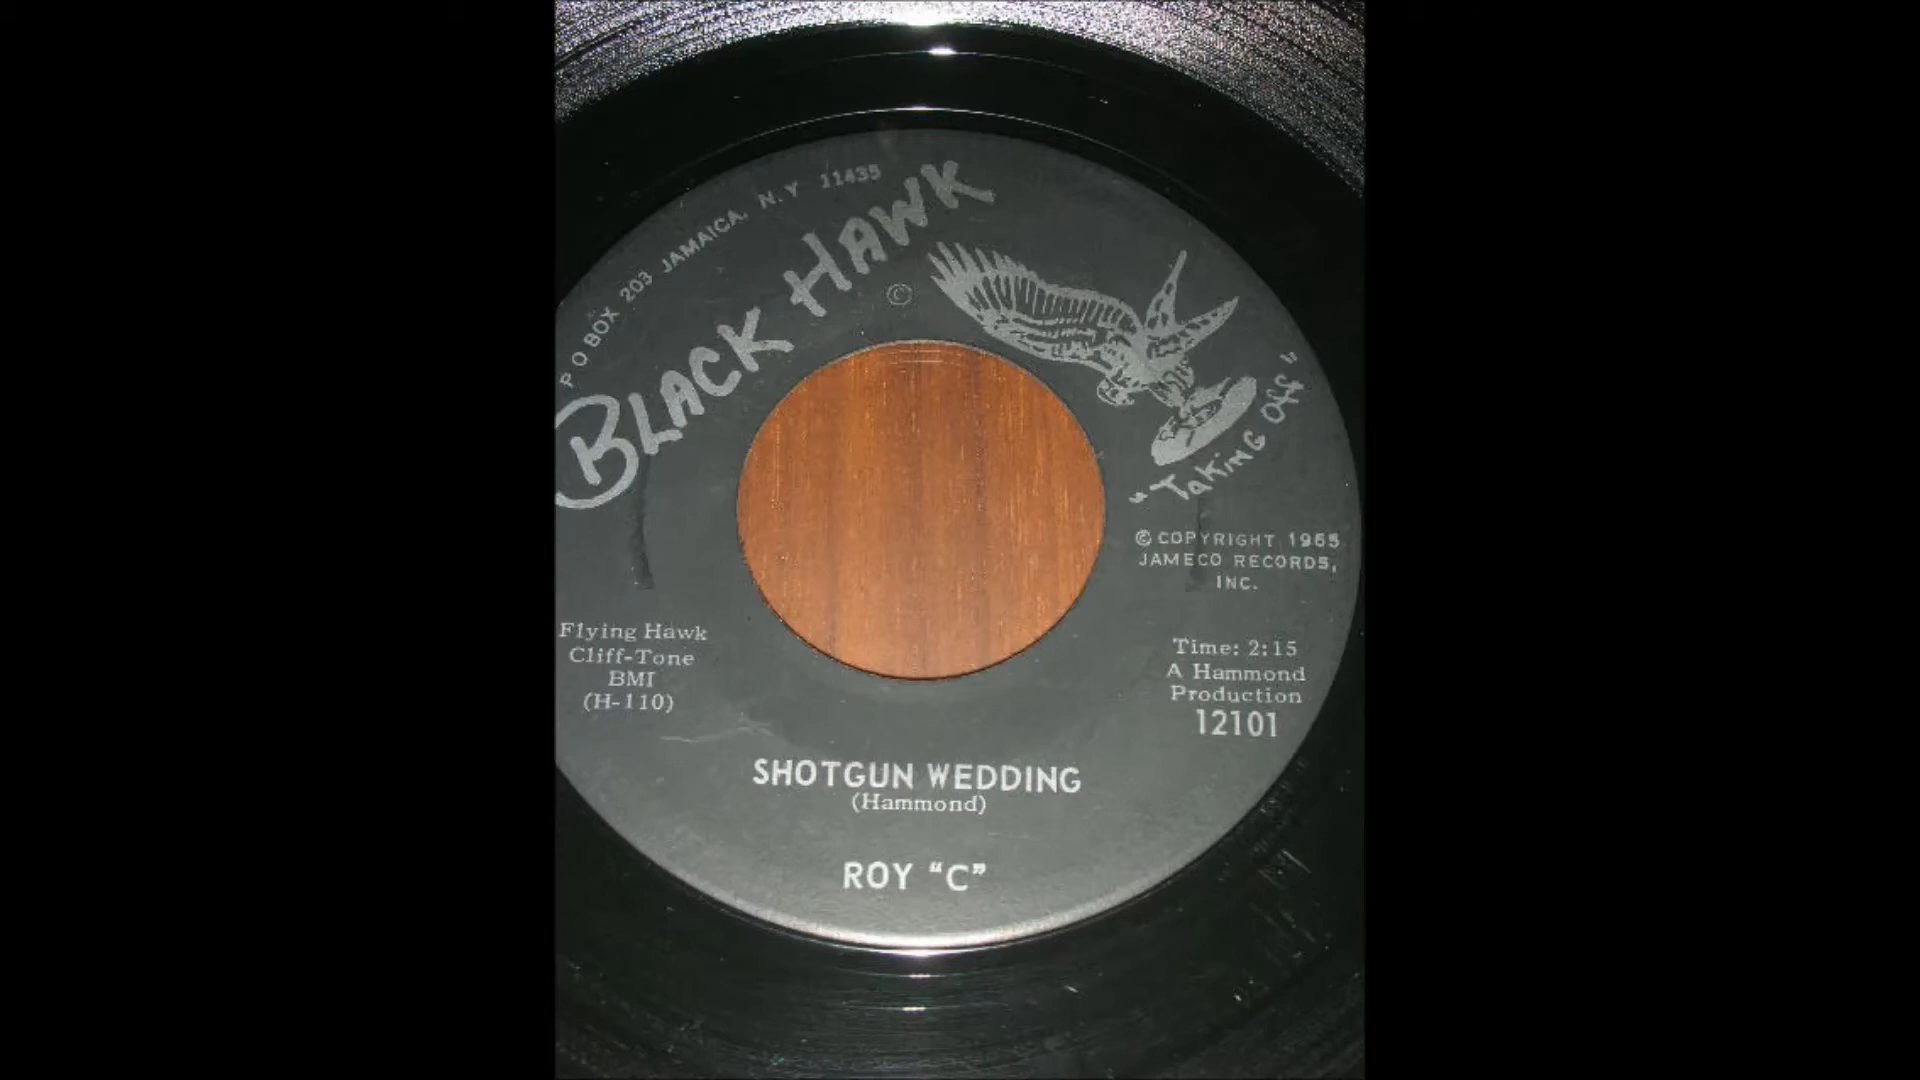 P O BOX 203 JAMAICA, N.Y 11435
BLACK HAWK
©
"Taking Off"
© COPYRIGHT 1965
JAMECO RECORDS,
INC.
Flying Hawk
Cliff-Tone
BMI
(H-110)
Time: 2:15
A Hammond
Production
12101
SHOTGUN WEDDING
(Hammond)
ROY "C"